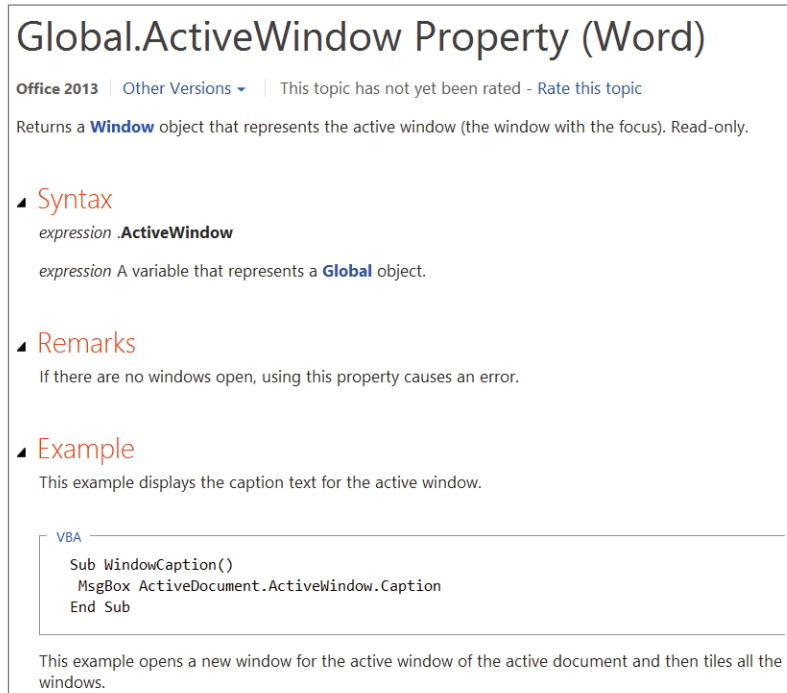 Global.ActiveWindow Property (Word)
Office 2013 Other Versions This topic has not yet been rated - Rate this topic
Returns a Window object that represents the active window (the window with the focus). Read-only.
Syntax
expression .ActiveWindow
expression A variable that represents a Global object.
Remarks
If there are no windows open, using this property causes an error.
Example
This example displays the caption text for the active window.
VBA
Sub WindowCaption()
MsgBox ActiveDocument.ActiveWindow.Caption
End Sub
This example opens a new window for the active window of the active document and then tiles all the
windows.